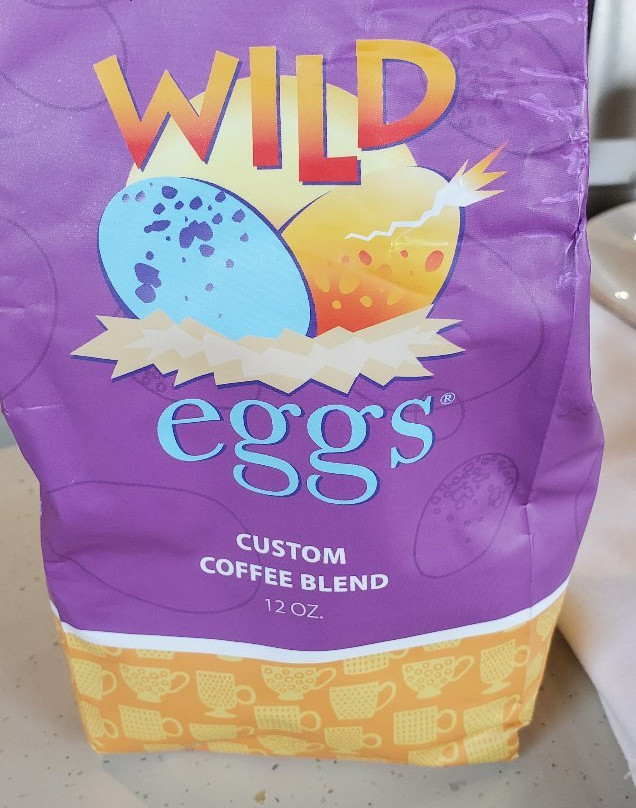 WILD
eggs®
CUSTOM
COFFEE BLEND
12 OZ.